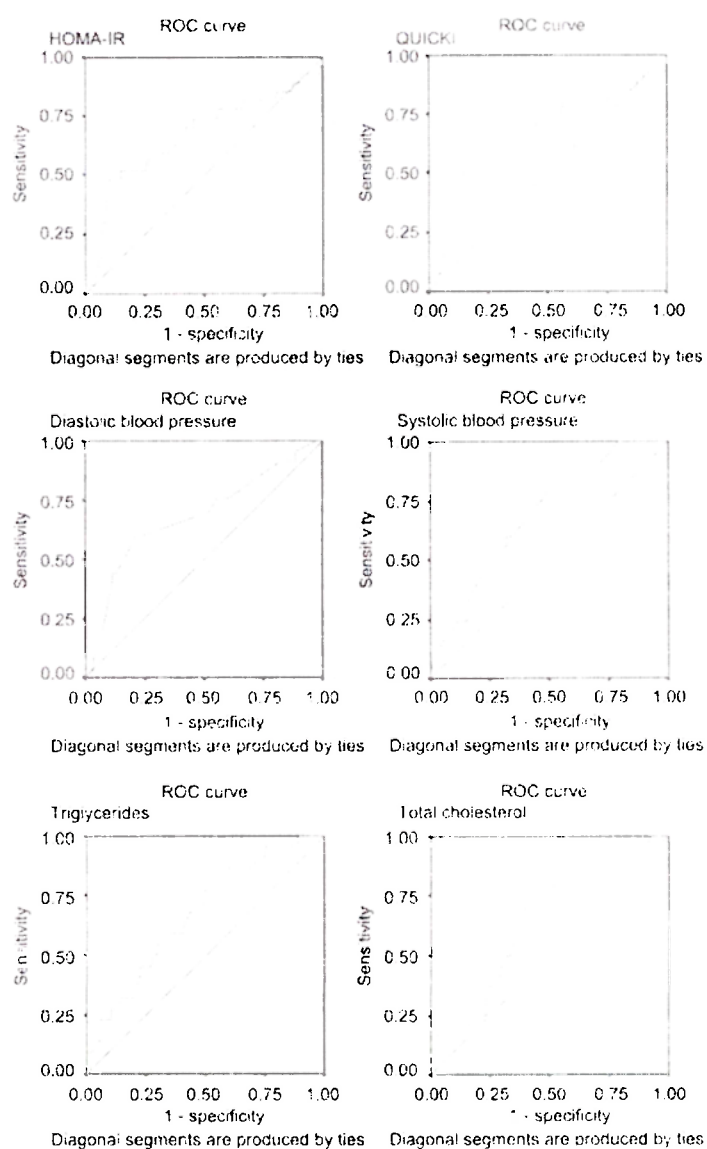 ROC curve
HOMA-IR
1.00
0.75
0.50
0.25
0.00
Sensitivity
0.00 0.25 0.50 0.75 1.00
1 - specificity
Diagonal segments are produced by ties
ROC curve
QUICKI
1.00
0.75
0.50
0.25
0.00
Sensitivity
0.00 0.25 0.50 0.75 1.00
1 - specificity
Diagonal segments are produced by ties
ROC curve
Diastolic blood pressure
1.00
0.75
0.50
0.25
0.00
Sensitivity
0.00 0.25 0.50 0.75 1.00
1 - specificity
Diagonal segments are produced by ties
ROC curve
Systolic blood pressure
1.00
0.75
0.50
0.25
0.00
Sensitivity
0.00 0.25 0.50 0.75 1.00
1 - specificity
Diagonal segments are produced by ties
ROC curve
Triglycerides
1.00
0.75
0.50
0.25
0.00
Sensitivity
0.00 0.25 0.50 0.75 1.00
1 - specificity
Diagonal segments are produced by ties
ROC curve
Total cholesterol
1.00
0.75
0.50
0.25
0.00
Sensitivity
0.00 0.25 0.50 0.75 1.00
1 - specificity
Diagonal segments are produced by ties